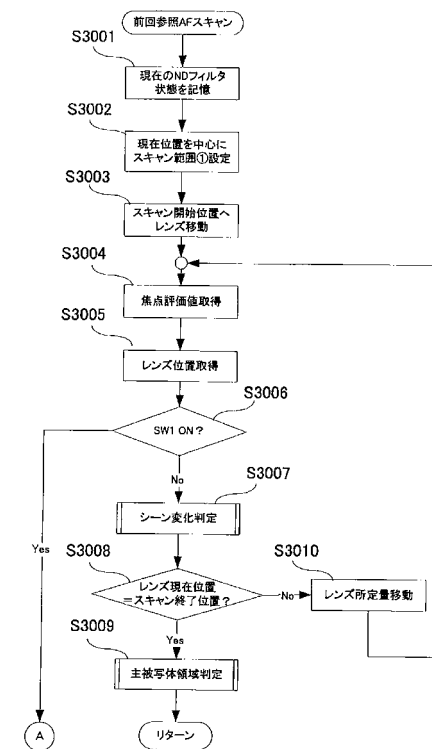 前回参照AFスキャン
S3001
現在のNDフィルタ
状態を記憶
S3002
現在位置を中心に
スキャン範囲①設定
S3003
スキャン開始位置へ
レンズ移動
S3004
焦点評価値取得
S3005
レンズ位置取得
S3006
SW1 ON？
No
Yes
S3007
シーン変化判定
S3008
レンズ現在位置
＝スキャン終了位置？
No
S3010
レンズ所定量移動
Yes
S3009
主被写体領域判定
A
リターン